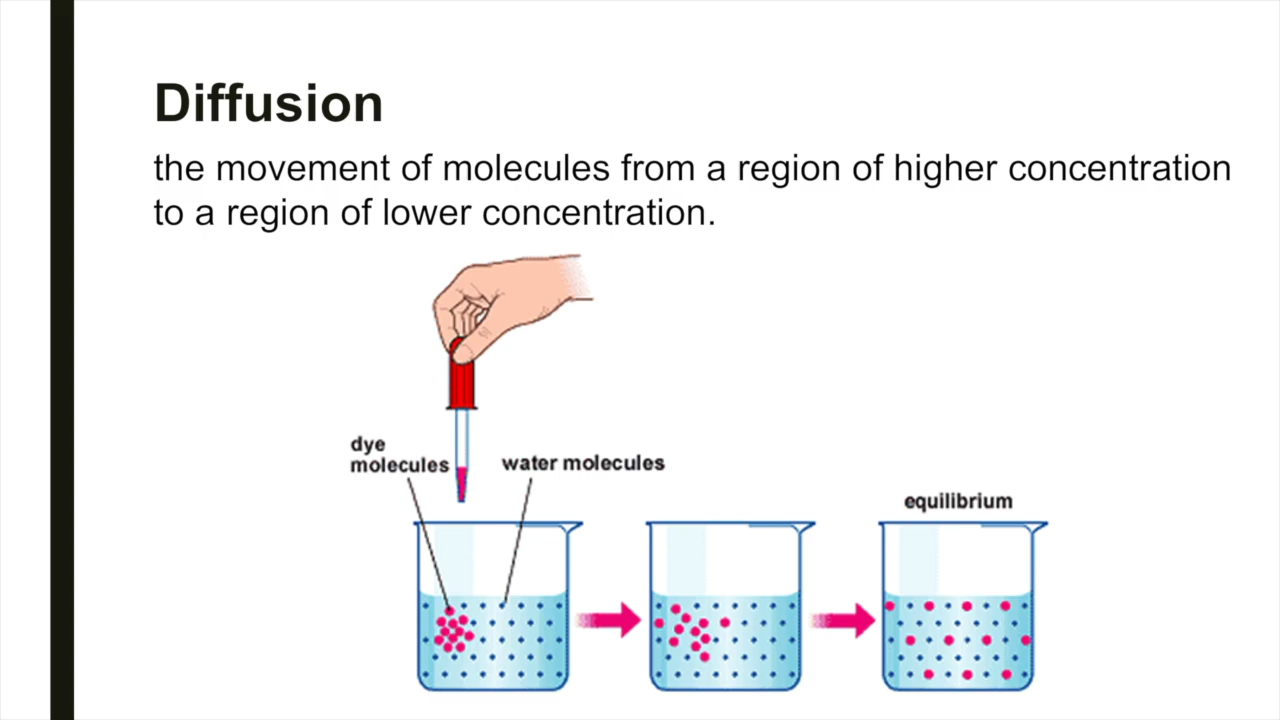 Diffusion
the movement of molecules from a region of higher concentration
to a region of lower concentration.
dye
molecules
water molecules
equilibrium